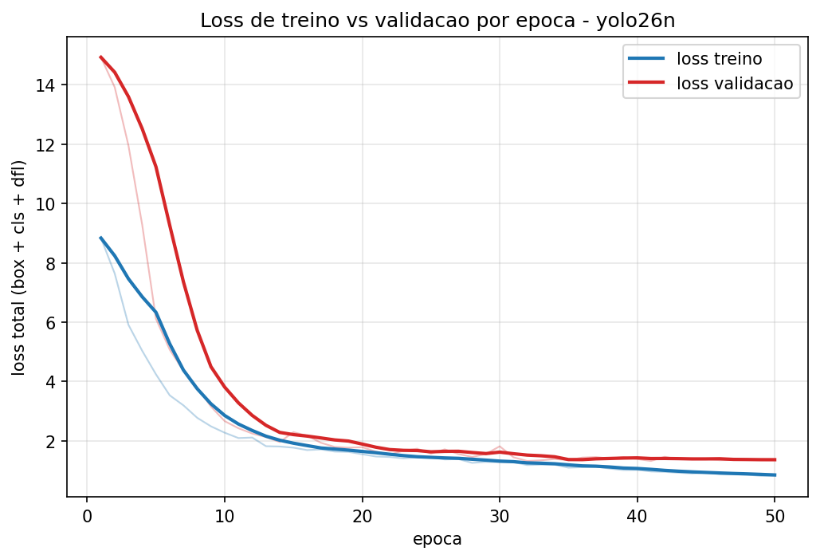 Loss de treino vs validacao por epoca - yolo26n
loss treino
loss validacao
loss total (box + cls + dfl)
14
12
10
8
6
4
2
0
10
20
30
40
50
epoca